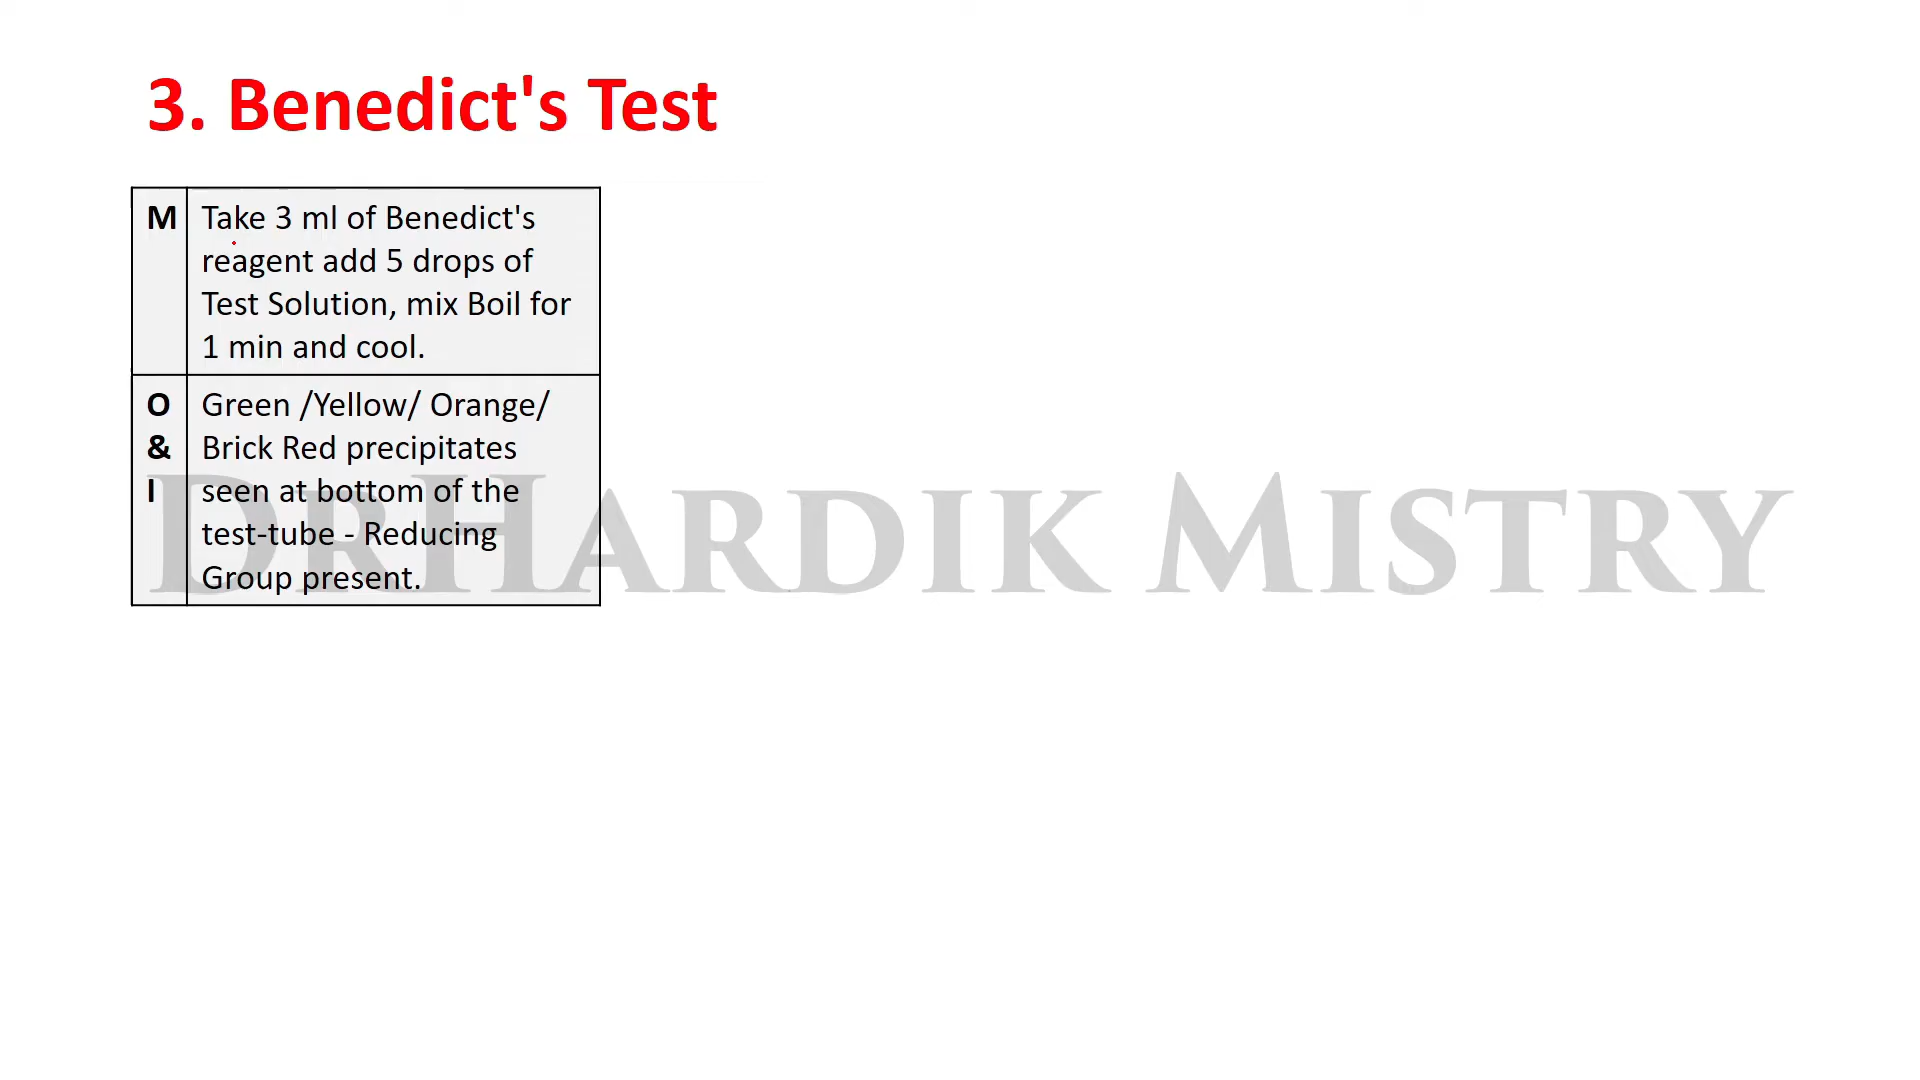 3. Benedict's Test
M
Take 3 ml of Benedict's
reagent add 5 drops of
Test Solution, mix Boil for
1 min and cool.
O
&
I
Green /Yellow/ Orange/
Brick Red precipitates
seen at bottom of the
test-tube - Reducing
Group present.
DRHARDIK MISTRY